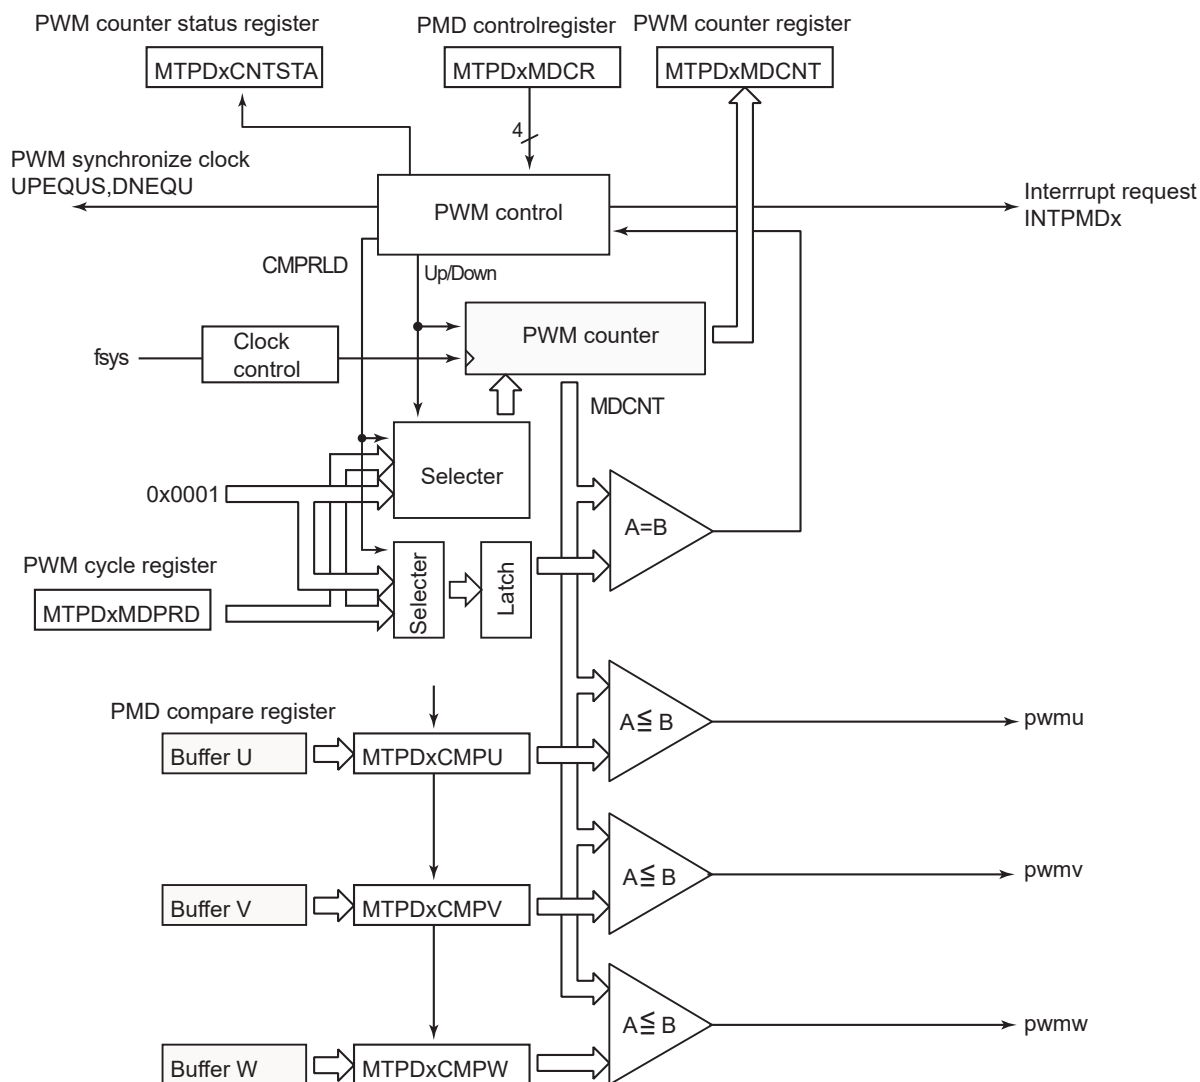 PWM counter status register
PMD controlregister
PWM counter register
MTPDxCNTSTA
MTPDxMDCR
MTPDxMDCNT
4
PWM synchronize clock
UPEQUS,DNEQU
PWM control
Interrrupt request
INTPMDx
CMPRLD
Up/Down
fsys
Clock
control
PWM counter
MDCNT
Selecter
0x0001
A=B
PWM cycle register
MTPDxMDPRD
Selecter
Latch
PMD compare register
Buffer U
MTPDxCMPU
A≦ B
pwmu
Buffer V
MTPDxCMPV
A≦ B
pwmv
Buffer W
MTPDxCMPW
A≦ B
pwmw